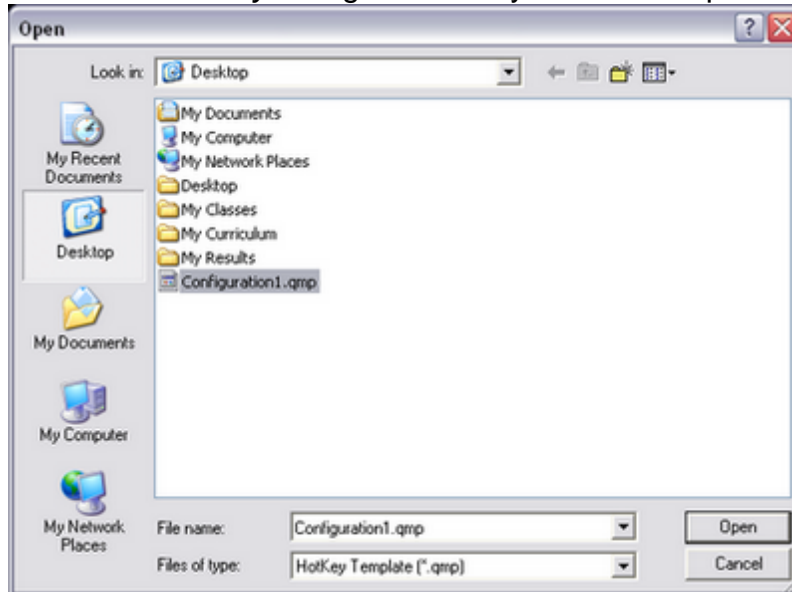 Open
Look in:
Desktop
My Recent
Documents
Desktop
My Documents
My Computer
My Network
Places
My Documents
My Computer
My Network Places
Desktop
My Classes
My Curriculum
My Results
Configuration1.qmp
File name:
Configuration1.qmp
Open
Files of type:
HotKey Template (*.qmp)
Cancel